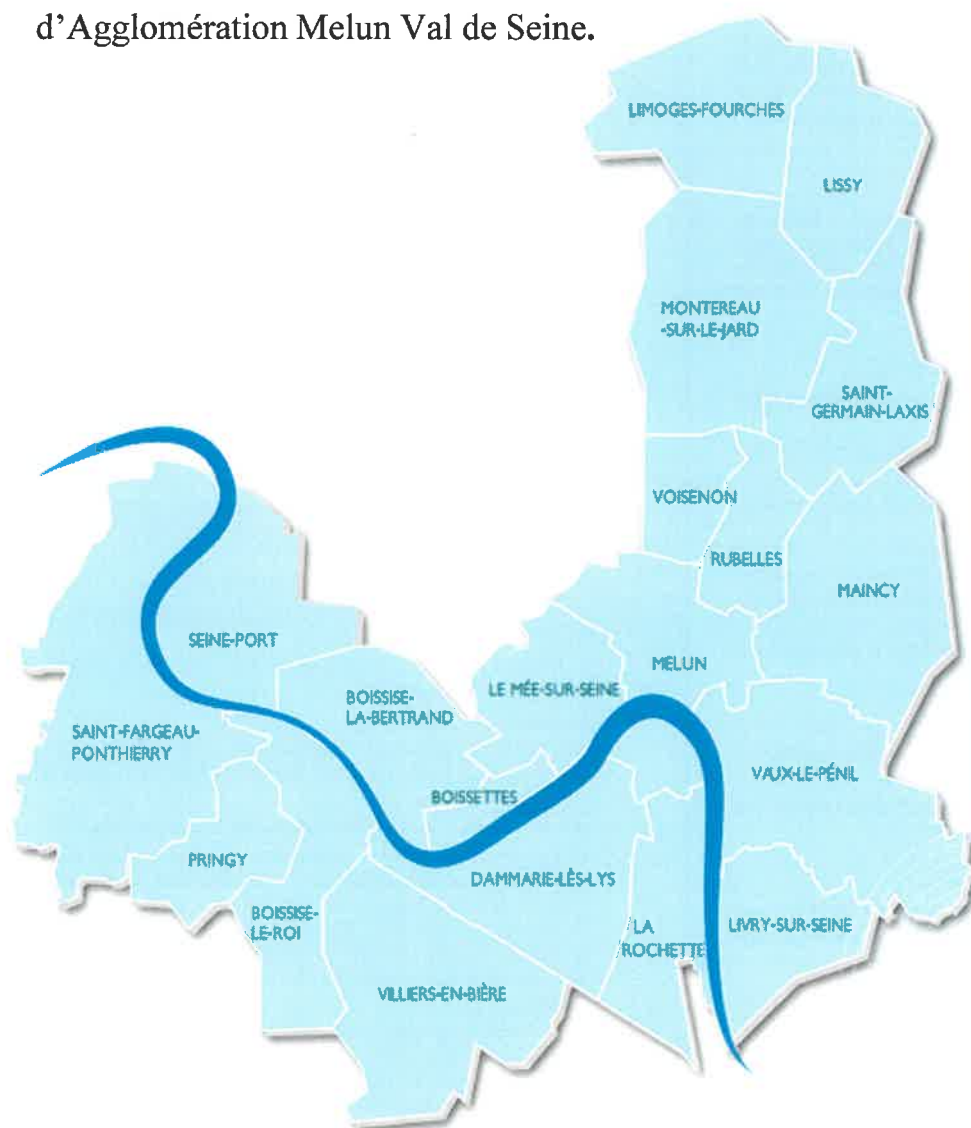 d'Agglomération Melun Val de Seine.
LIMOGES-FOURCHES
LISSY
MONTEREAU
-SUR-LE-JARD
SAINT-
GERMAIN-LAXIS
VOISENON
RUBELLES
MAINCY
SEINE-PORT
MELUN
LE MÉE-SUR-SEINE
BOISSISE-
LA-BERTRAND
SAINT-FARGEAU-
PONTHIERRY
VAUX-LE-PÉNIL
BOISSETTES
PRINGY
DAMMARIE-LÈS-LYS
BOISSISE-
LE-ROI
LA
ROCHETTE
LIVRY-SUR-SEINE
VILLIERS-EN-BIÈRE